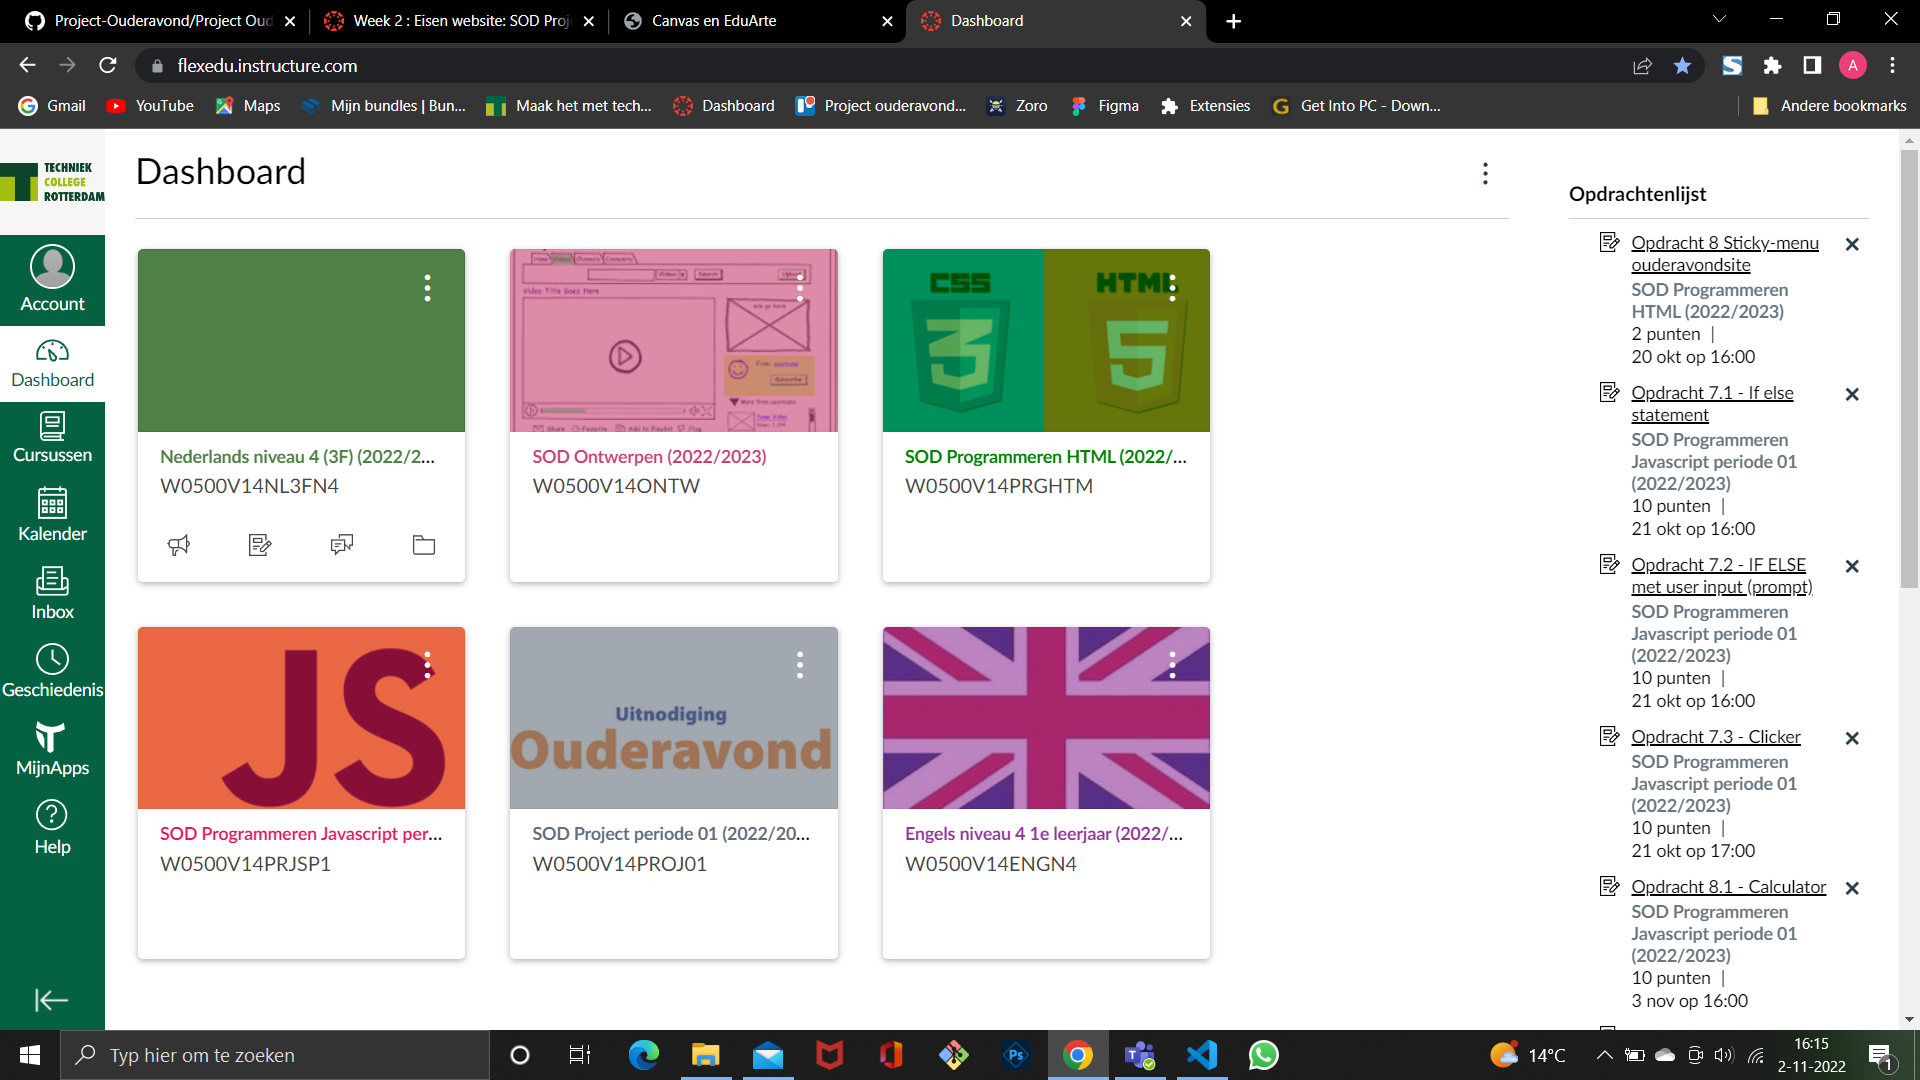 Project-Ouderavond/Project Oud
Week 2 : Eisen website: SOD Proj
Canvas en EduArte
Dashboard
flexedu.instructure.com
A
Gmail
YouTube
Maps
Mijn bundles | Bun...
Maak het met tech...
Dashboard
Project ouderavond...
Zoro
Figma
Extensies
Get Into PC - Down...
Andere bookmarks
TECHNIEK
COLLEGE
ROTTERDAM
Account
Dashboard
Cursussen
Kalender
Inbox
Geschiedenis
MijnApps
Help
Dashboard
Video Title Goes Here
Nederlands niveau 4 (3F) (2022/2...
W0500V14NL3FN4
SOD Ontwerpen (2022/2023)
W0500V14ONTW
CSS
3
HTML
5
SOD Programmeren HTML (2022/...
W0500V14PRGHTM
JS
SOD Programmeren Javascript per...
W0500V14PRJSP1
Uitnodiging
Ouderavond
SOD Project periode 01 (2022/20...
W0500V14PROJ01
Engels niveau 4 1e leerjaar (2022/...
W0500V14ENGN4
Opdrachtenlijst
Opdracht 8 Sticky-menu
ouderavondsite
SOD Programmeren
HTML (2022/2023)
2 punten |
20 okt op 16:00
Opdracht 7.1 - If else
statement
SOD Programmeren
Javascript periode 01
(2022/2023)
10 punten |
21 okt op 16:00
Opdracht 7.2 - IF ELSE
met user input (prompt)
SOD Programmeren
Javascript periode 01
(2022/2023)
10 punten |
21 okt op 16:00
Opdracht 7.3 - Clicker
SOD Programmeren
Javascript periode 01
(2022/2023)
10 punten |
21 okt op 17:00
Opdracht 8.1 - Calculator
SOD Programmeren
Javascript periode 01
(2022/2023)
10 punten |
3 nov op 16:00
Typ hier om te zoeken
Ps
14°C
16:15
2-11-2022
1